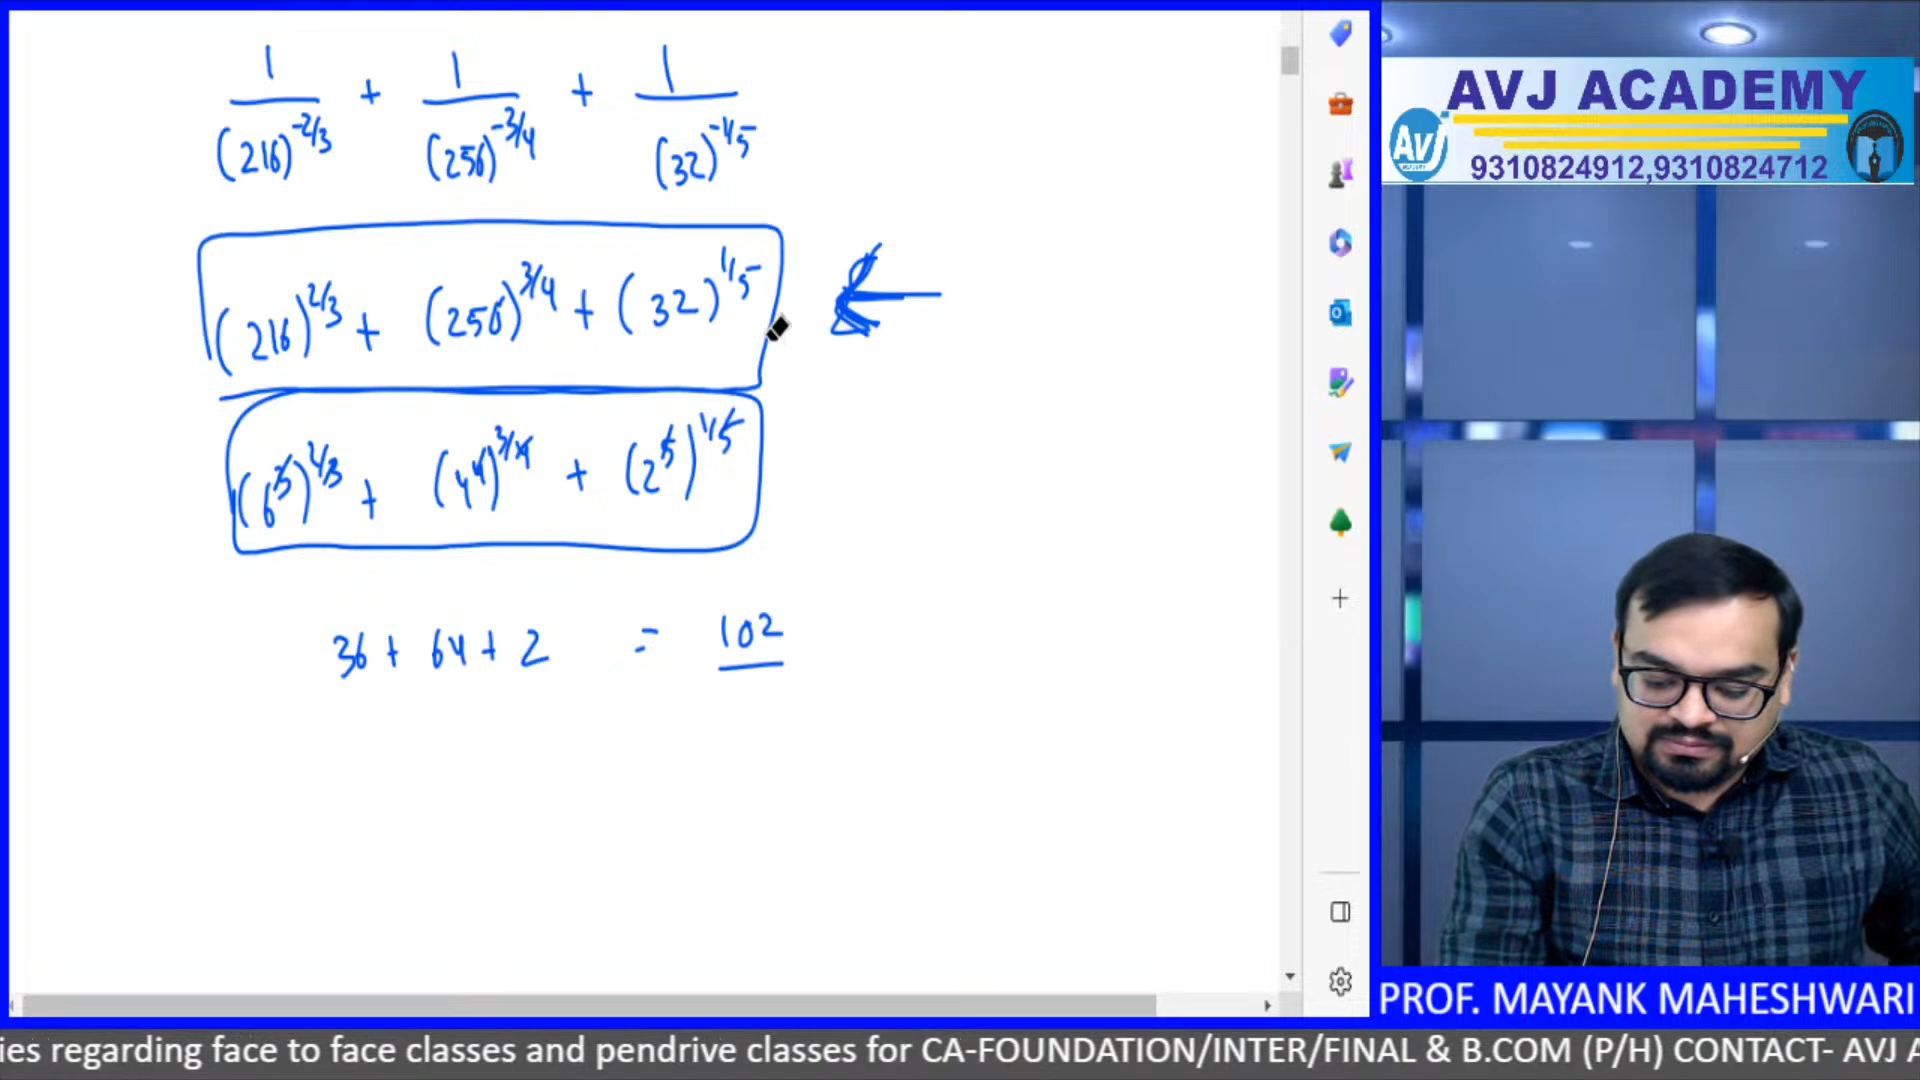 1/(216)^-2/3 + 1/(256)^-3/4 + 1/(32)^-1/5
(216)^2/3 + (256)^3/4 + (32)^1/5
(6^3)^2/3 + (4^4)^3/4 + (2^5)^1/5
36 + 64 + 2 = 102
AVJ ACADEMY
AVJ
9310824912,9310824712
PROF. MAYANK MAHESHWARI
ies regarding face to face classes and pendrive classes for CA-FOUNDATION/INTER/FINAL & B.COM (P/H) CONTACT- AVJ A